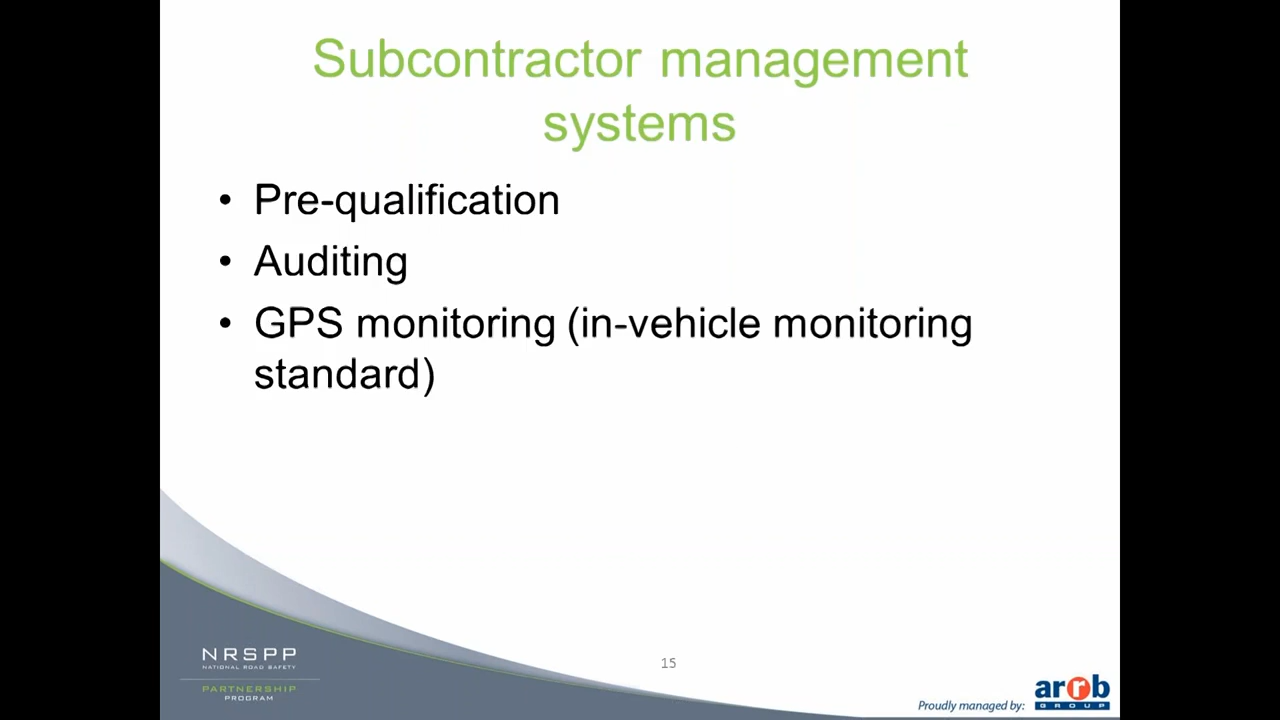 Subcontractor management
systems
• Pre-qualification
• Auditing
• GPS monitoring (in-vehicle monitoring
standard)
NRSPP
NATIONAL ROAD SAFETY
PARTNERSHIP
PROGRAM
15
Proudly managed by:
arrb
GROUP